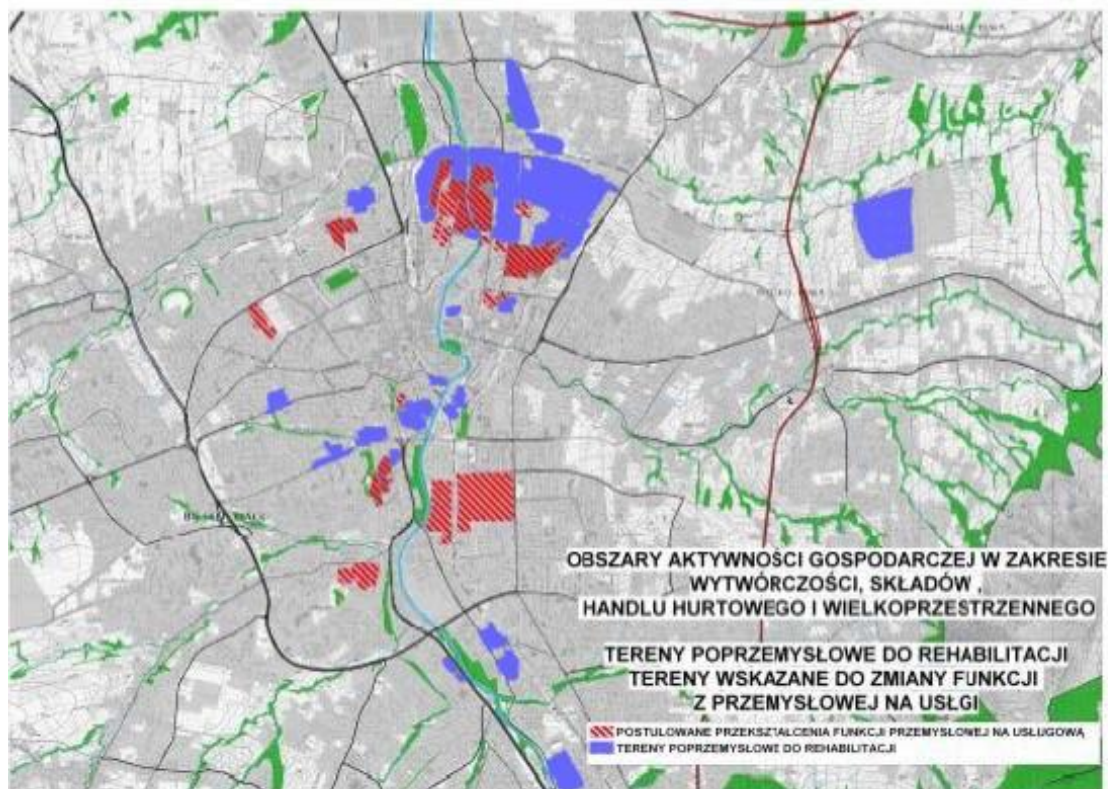 OBSZARY AKTYWNOŚCI GOSPODARCZEJ W ZAKRESIE
WYTWÓRCZOŚCI, SKŁADÓW ,
HANDLU HURTOWEGO I WIELKOPRZESTRZENNEGO
TERENY POPRZEMYSŁOWE DO REHABILITACJI
TERENY WSKAZANE DO ZMIANY FUNKCJI
Z PRZEMYSŁOWEJ NA USŁGI
POSTULOWANE PRZEKSZTAŁCENIA FUNKCJI PRZEMYSŁOWEJ NA USŁUGOWĄ
TERENY POPRZEMYSŁOWE DO REHABILITACJI